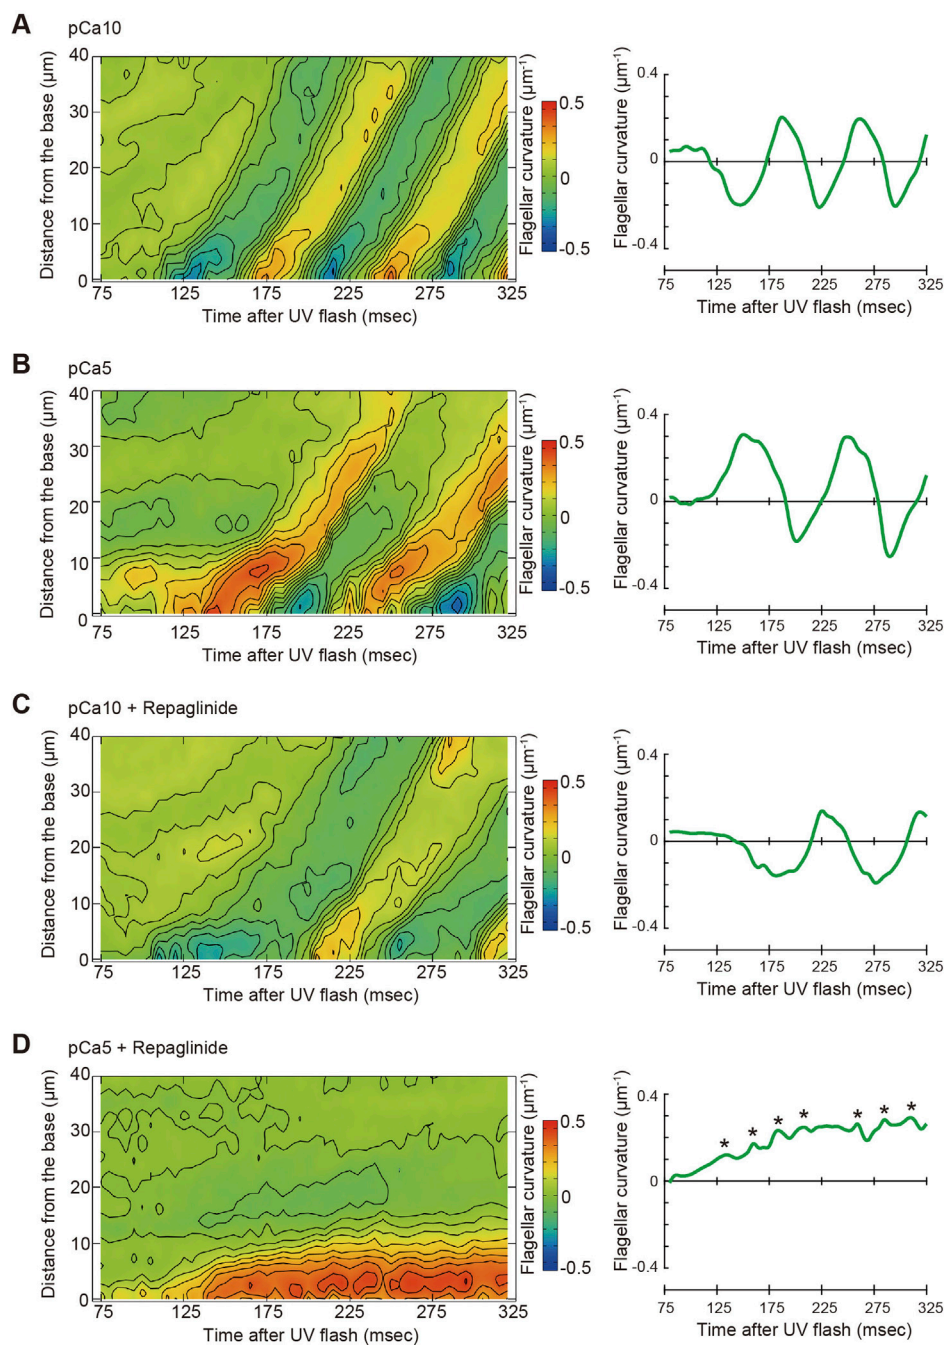 A pCa10
Distance from the base (µm)
40
30
20
10
0
75 125 175 225 275 325
Time after UV flash (msec)
Flagellar curvature (µm⁻¹)
0.5
0
-0.5
Flagellar curvature (µm⁻¹)
0.4
0
-0.4
75 125 175 225 275 325
Time after UV flash (msec)
B pCa5
Distance from the base (µm)
40
30
20
10
0
75 125 175 225 275 325
Time after UV flash (msec)
Flagellar curvature (µm⁻¹)
0.5
0
-0.5
Flagellar curvature (µm⁻¹)
0.4
0
-0.4
75 125 175 225 275 325
Time after UV flash (msec)
C pCa10 + Repaglinide
Distance from the base (µm)
40
30
20
10
0
75 125 175 225 275 325
Time after UV flash (msec)
Flagellar curvature (µm⁻¹)
0.5
0
-0.5
Flagellar curvature (µm⁻¹)
0.4
0
-0.4
75 125 175 225 275 325
Time after UV flash (msec)
D pCa5 + Repaglinide
Distance from the base (µm)
40
30
20
10
0
75 125 175 225 275 325
Time after UV flash (msec)
Flagellar curvature (µm⁻¹)
0.5
0
-0.5
Flagellar curvature (µm⁻¹)
0.4
0
-0.4
* * * * * * *
75 125 175 225 275 325
Time after UV flash (msec)